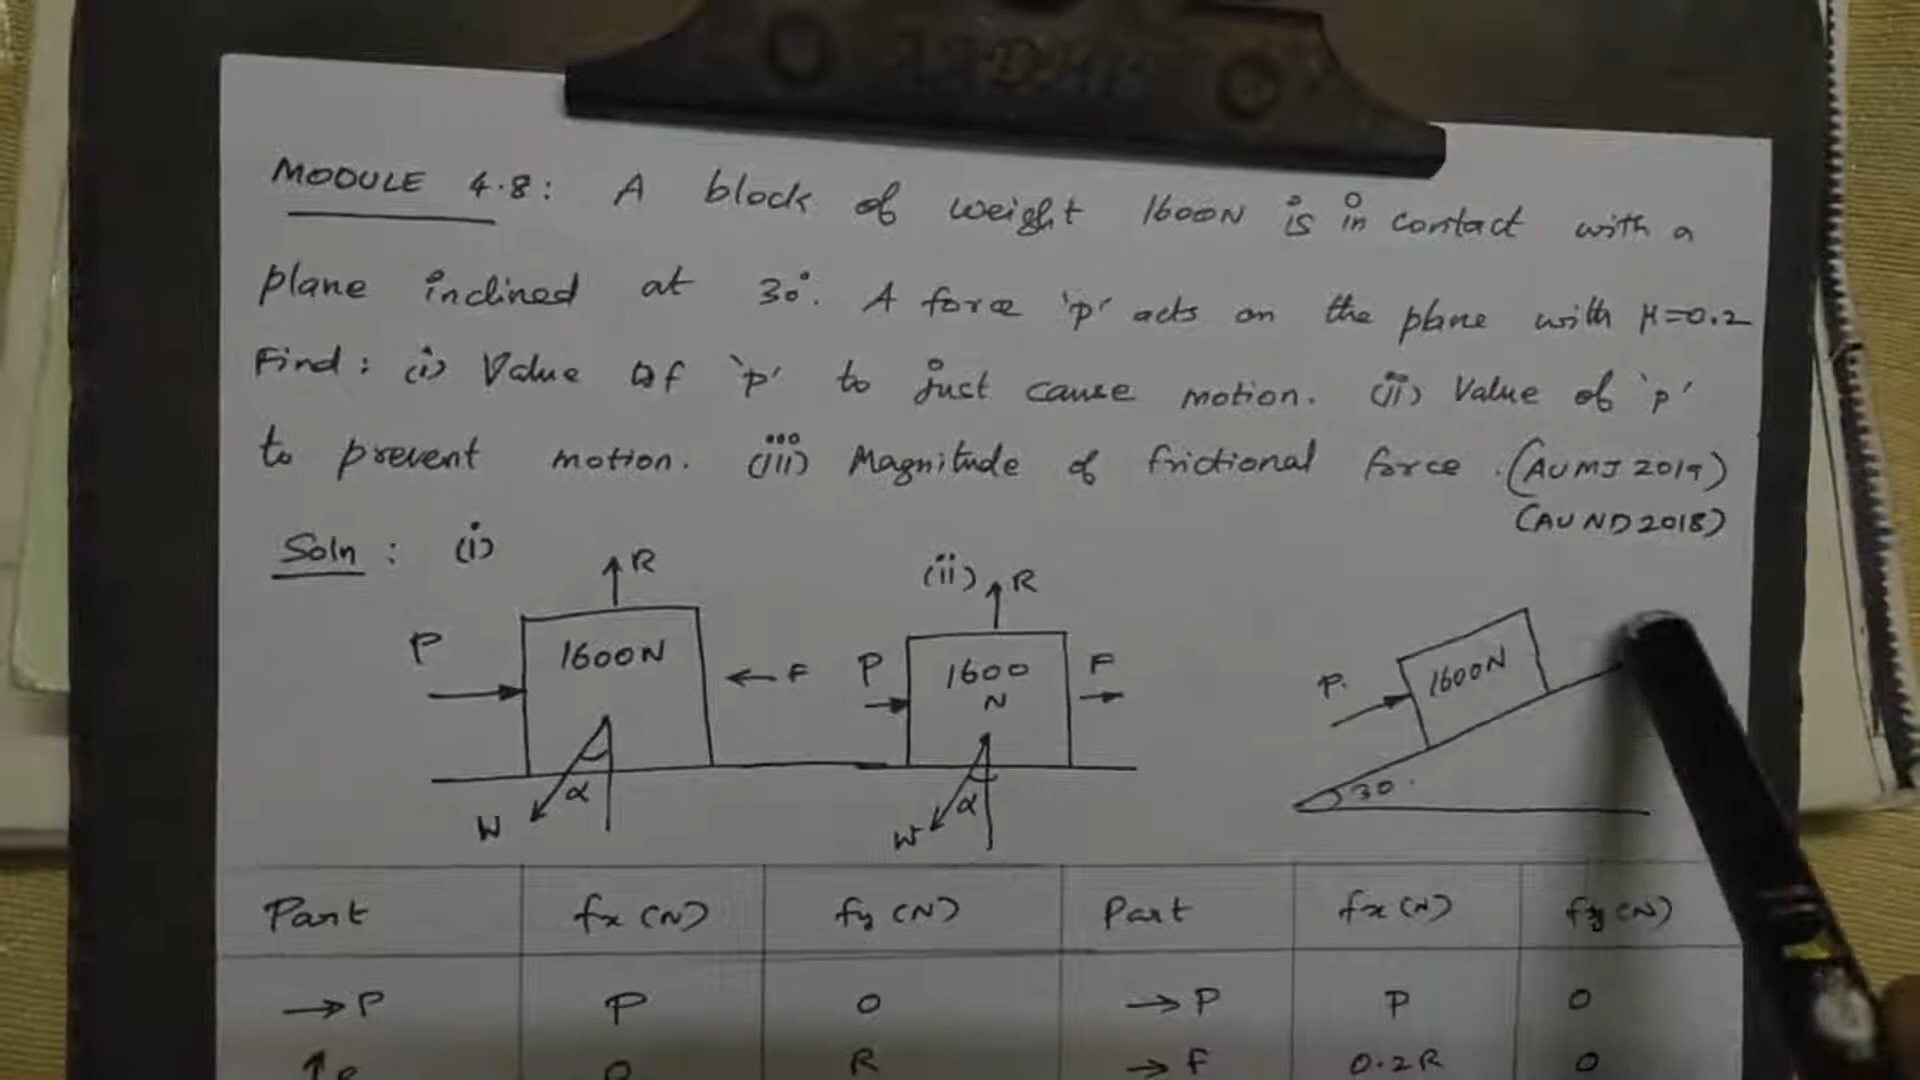 MODULE 4.8: A block of weight 1600N is in contact with a
plane inclined at 30°. A force 'p' acts on the plane with μ=0.2
Find: (i) Value of 'p' to just cause motion. (ii) Value of 'p'
to prevent motion. (iii) Magnitude of frictional force. (AUMJ 2019)
(AU ND 2018)
Soln: (i)
R
(ii)
R
P
1600N
F
P
1600
N
F
P.
1600N
30
α
W
α
W
Part fx (N) fy (N) Part fx (N) fy (N)
→P P 0 →P P 0
↑R 0 R →F 0.2R 0